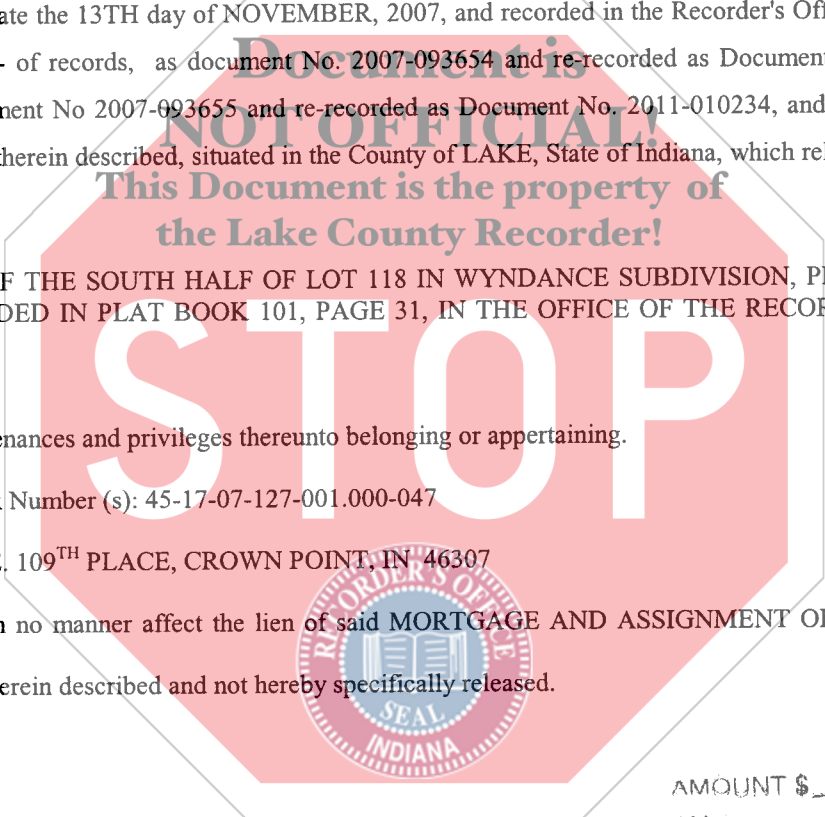 ate the 13TH day of NOVEMBER, 2007, and recorded in the Recorder's Off
- of records, as document No. 2007-093654 and re-recorded as Document
Document is
ment No 2007-093655 and re-recorded as Document No. 2011-010234, and
NOT OFFICIAL!
herein described, situated in the County of LAKE, State of Indiana, which rel
This Document is the property of
the Lake County Recorder!
F THE SOUTH HALF OF LOT 118 IN WYNDANCE SUBDIVISION, P
DED IN PLAT BOOK 101, PAGE 31, IN THE OFFICE OF THE RECOR
STOP
enances and privileges thereunto belonging or appertaining.
Number (s): 45-17-07-127-001.000-047
. 109TH PLACE, CROWN POINT, IN 46307
RECORDER'S OFFICE
n no manner affect the lien of said MORTGAGE AND ASSIGNMENT O
erein described and not hereby specifically released.
SEAL
INDIANA
AMOUNT $